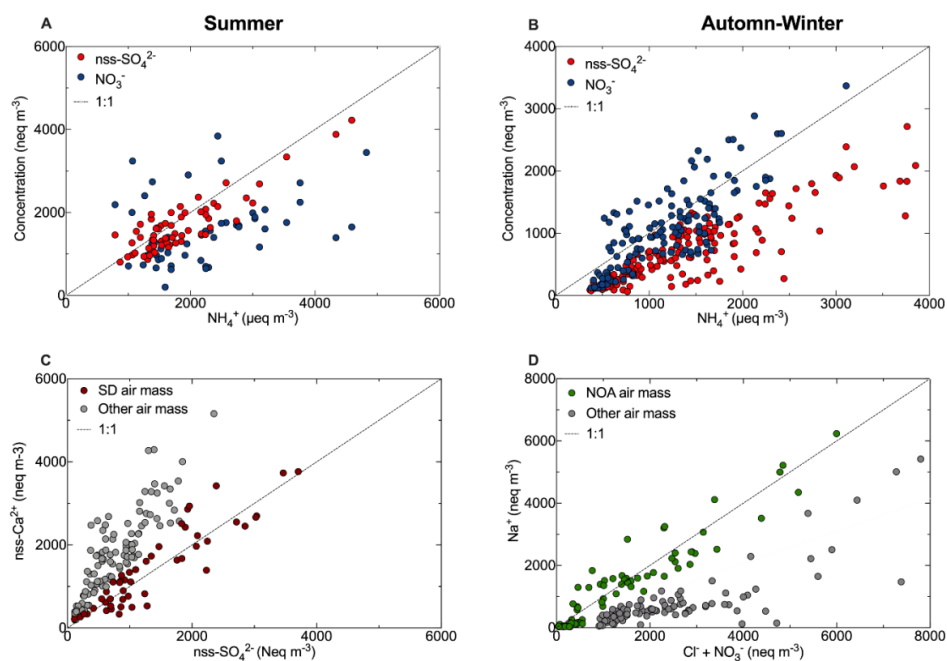 Summer
Automn-Winter
A
6000
4000
2000
0
0
2000
4000
6000
Concentration (neq m⁻³)
NH₄⁺ (µeq m⁻³)
nss-SO₄²⁻
NO₃⁻
1:1
B
4000
3000
2000
1000
0
0
1000
2000
3000
4000
Concentration (neq m⁻³)
NH₄⁺ (µeq m⁻³)
nss-SO₄²⁻
NO₃⁻
1:1
C
6000
4000
2000
0
0
2000
4000
6000
nss-Ca²⁺ (neq m-3)
nss-SO₄²⁻ (Neq m⁻³)
SD air mass
Other air mass
1:1
D
8000
6000
4000
2000
0
0
2000
4000
6000
8000
Na⁺ (neq m⁻³)
Cl⁻ + NO₃⁻ (neq m⁻³)
NOA air mass
Other air mass
1:1